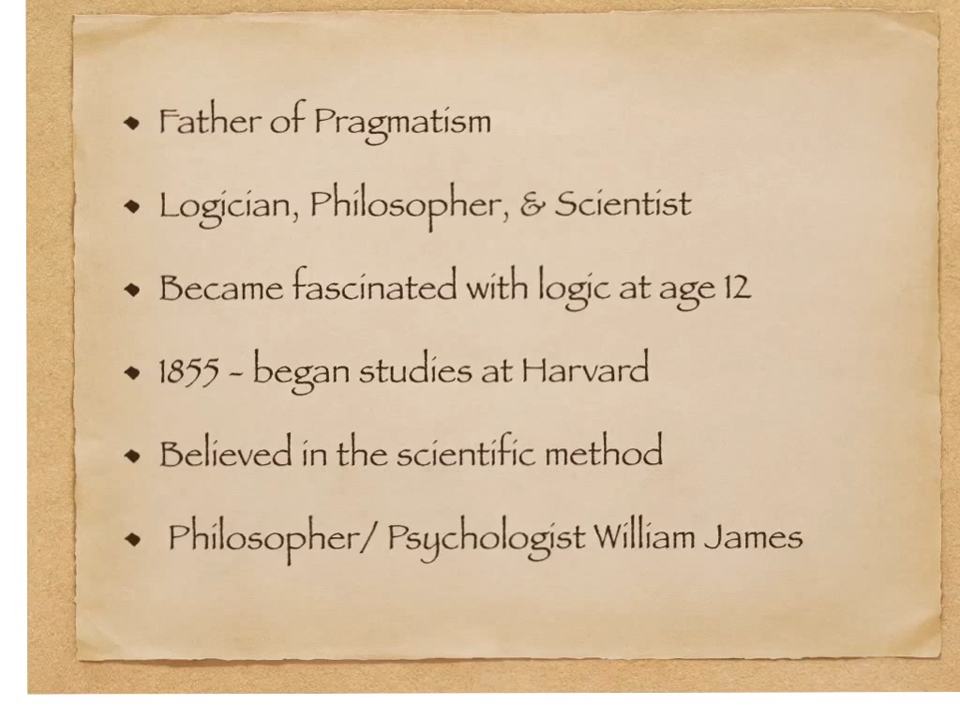 Father of Pragmatism
Logician, Philosopher, & Scientist
Became fascinated with logic at age 12
1855 - began studies at Harvard
Believed in the scientific method
Philosopher/ Psychologist William James